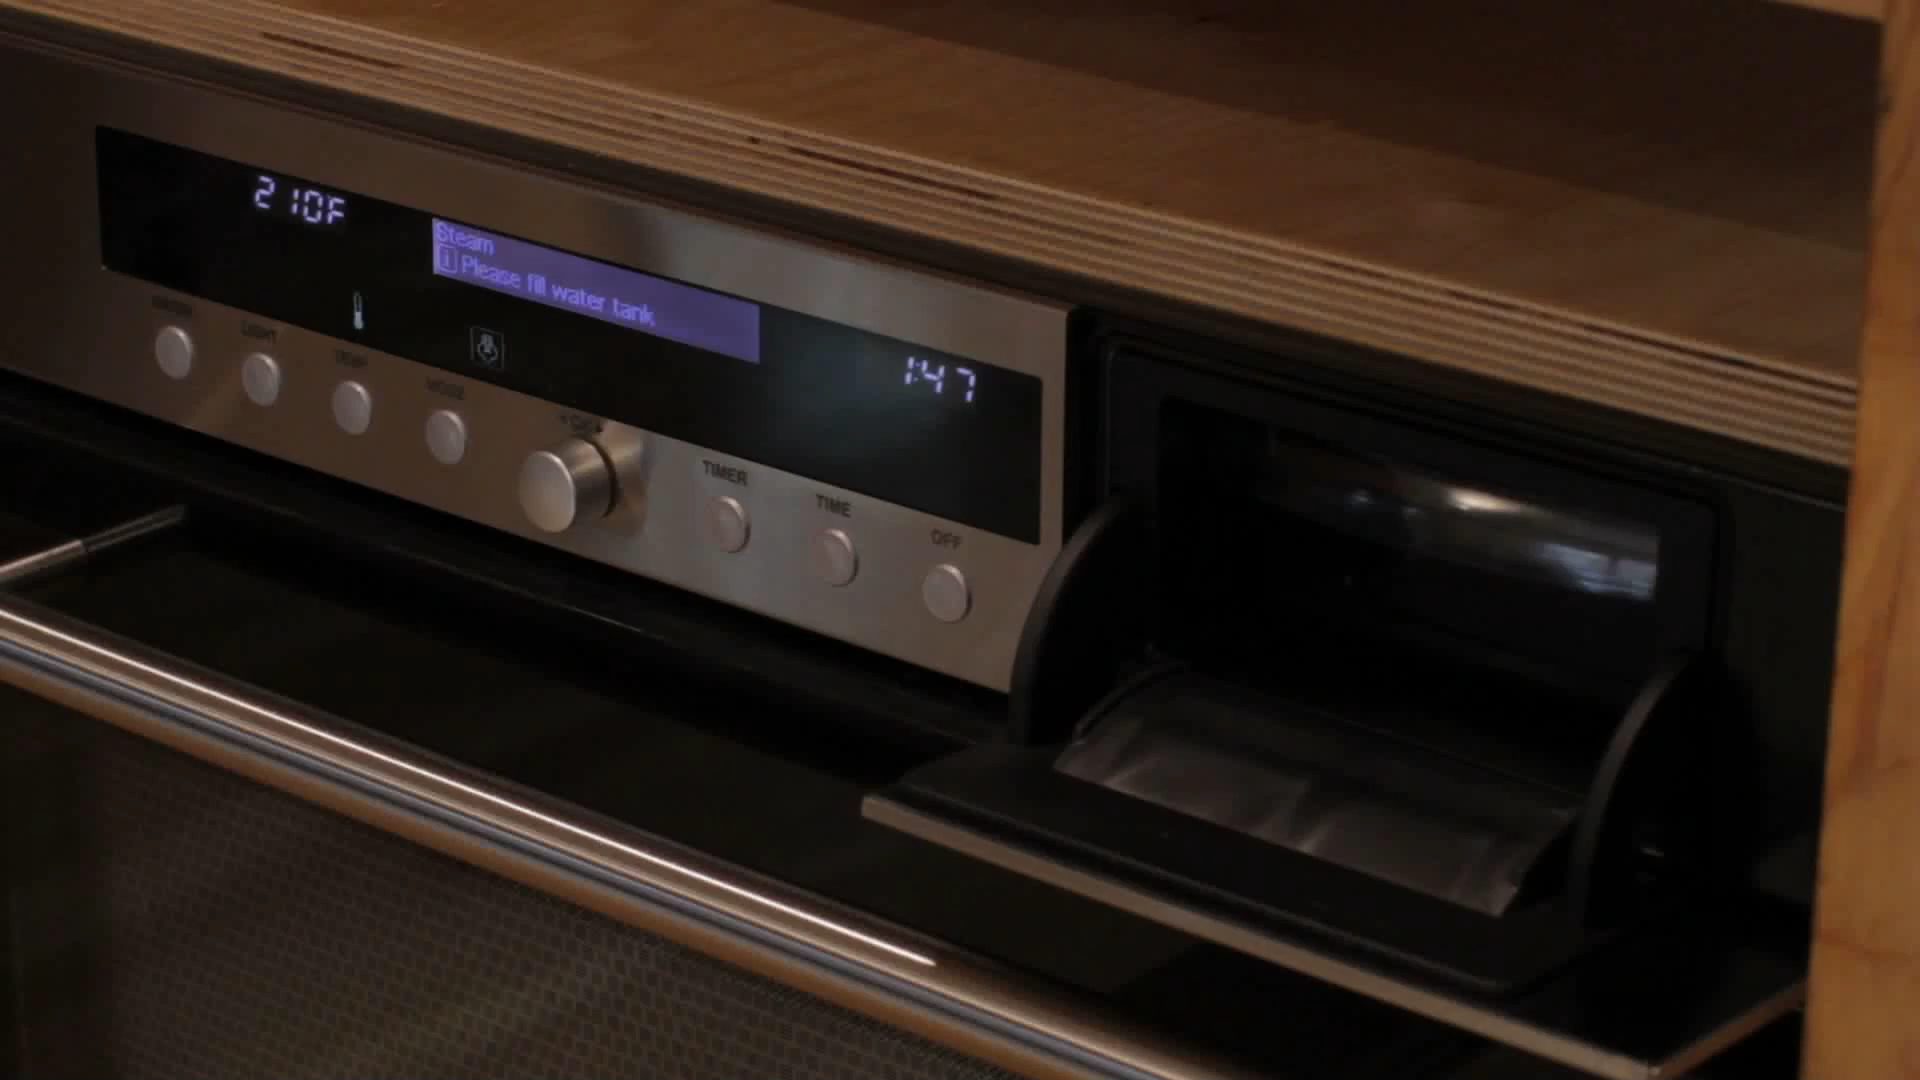 210F
Steam
i Please fill water tank
1:47
LIGHT
TEMP
MODE
TIMER
TIME
OFF